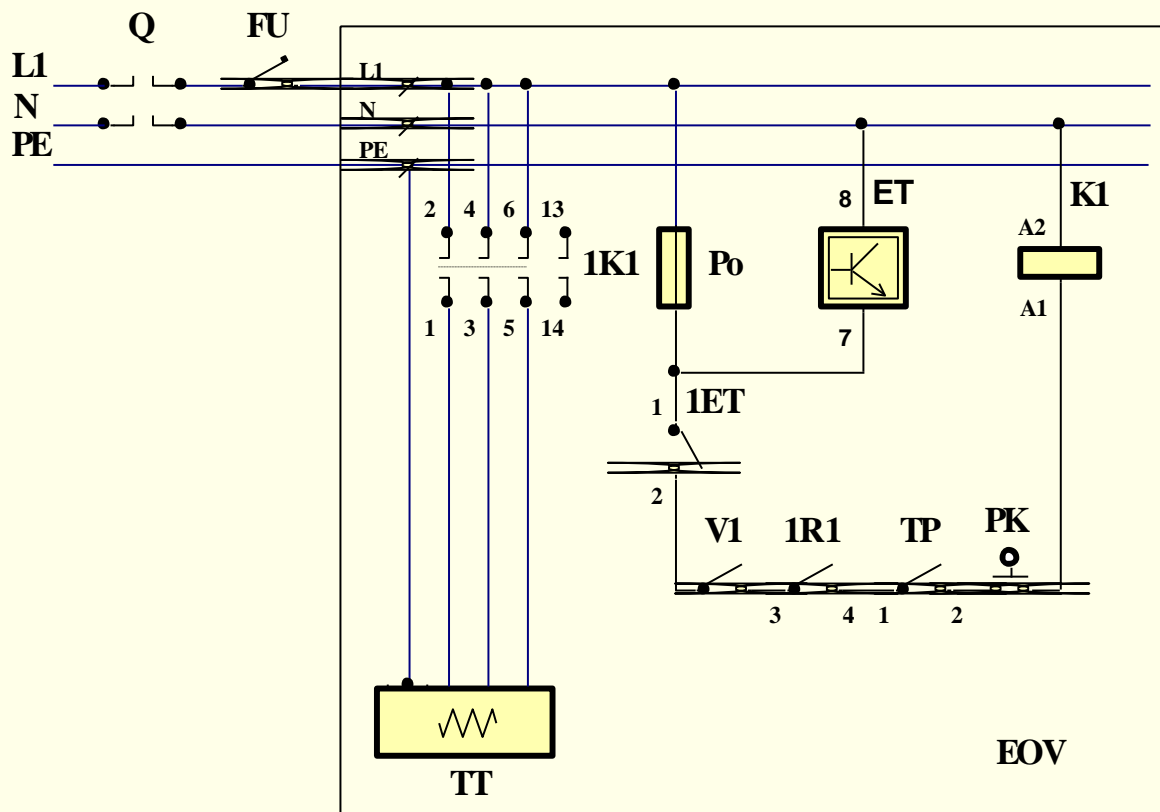 Q FU
L1 L1
N N
PE PE
2 4 6 13
8 ET
K1
A2
1K1 Po
A1
1 3 5 14
7
1 1ET
2
V1 1R1 TP PK
3 4 1 2
EOV
TT